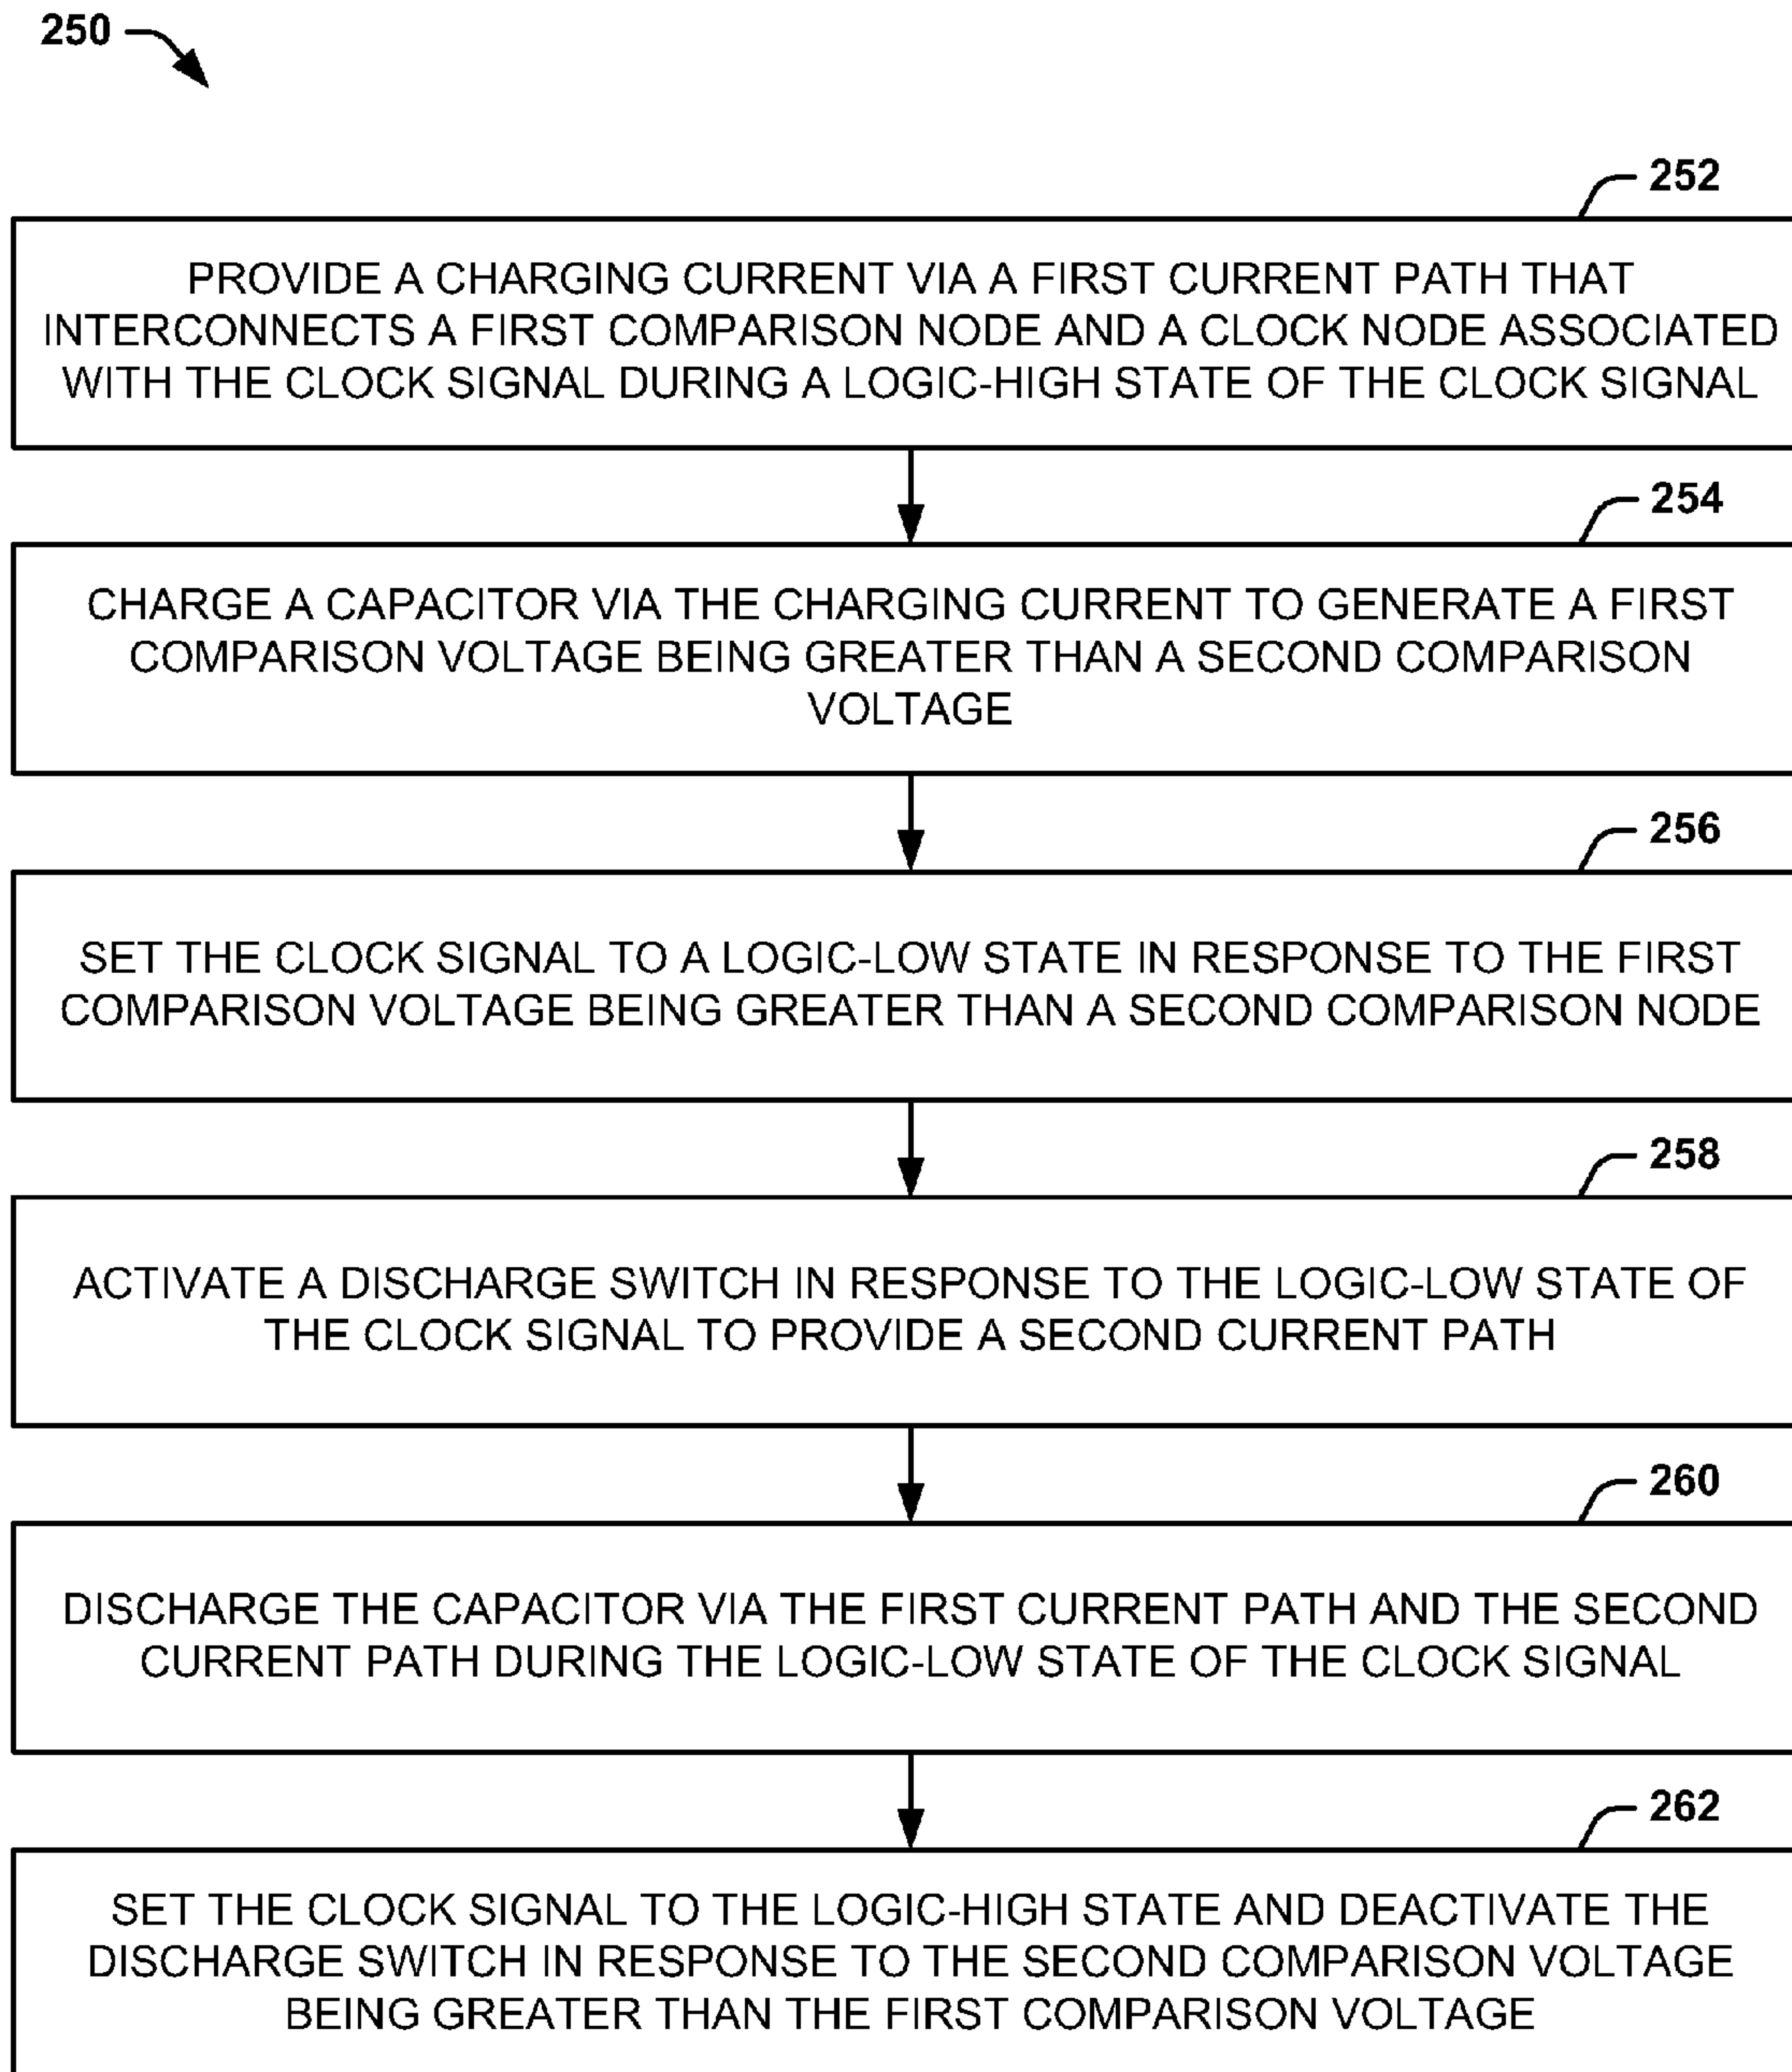 250
252
PROVIDE A CHARGING CURRENT VIA A FIRST CURRENT PATH THAT
INTERCONNECTS A FIRST COMPARISON NODE AND A CLOCK NODE ASSOCIATED
WITH THE CLOCK SIGNAL DURING A LOGIC-HIGH STATE OF THE CLOCK SIGNAL
254
CHARGE A CAPACITOR VIA THE CHARGING CURRENT TO GENERATE A FIRST
COMPARISON VOLTAGE BEING GREATER THAN A SECOND COMPARISON
VOLTAGE
256
SET THE CLOCK SIGNAL TO A LOGIC-LOW STATE IN RESPONSE TO THE FIRST
COMPARISON VOLTAGE BEING GREATER THAN A SECOND COMPARISON NODE
258
ACTIVATE A DISCHARGE SWITCH IN RESPONSE TO THE LOGIC-LOW STATE OF
THE CLOCK SIGNAL TO PROVIDE A SECOND CURRENT PATH
260
DISCHARGE THE CAPACITOR VIA THE FIRST CURRENT PATH AND THE SECOND
CURRENT PATH DURING THE LOGIC-LOW STATE OF THE CLOCK SIGNAL
262
SET THE CLOCK SIGNAL TO THE LOGIC-HIGH STATE AND DEACTIVATE THE
DISCHARGE SWITCH IN RESPONSE TO THE SECOND COMPARISON VOLTAGE
BEING GREATER THAN THE FIRST COMPARISON VOLTAGE